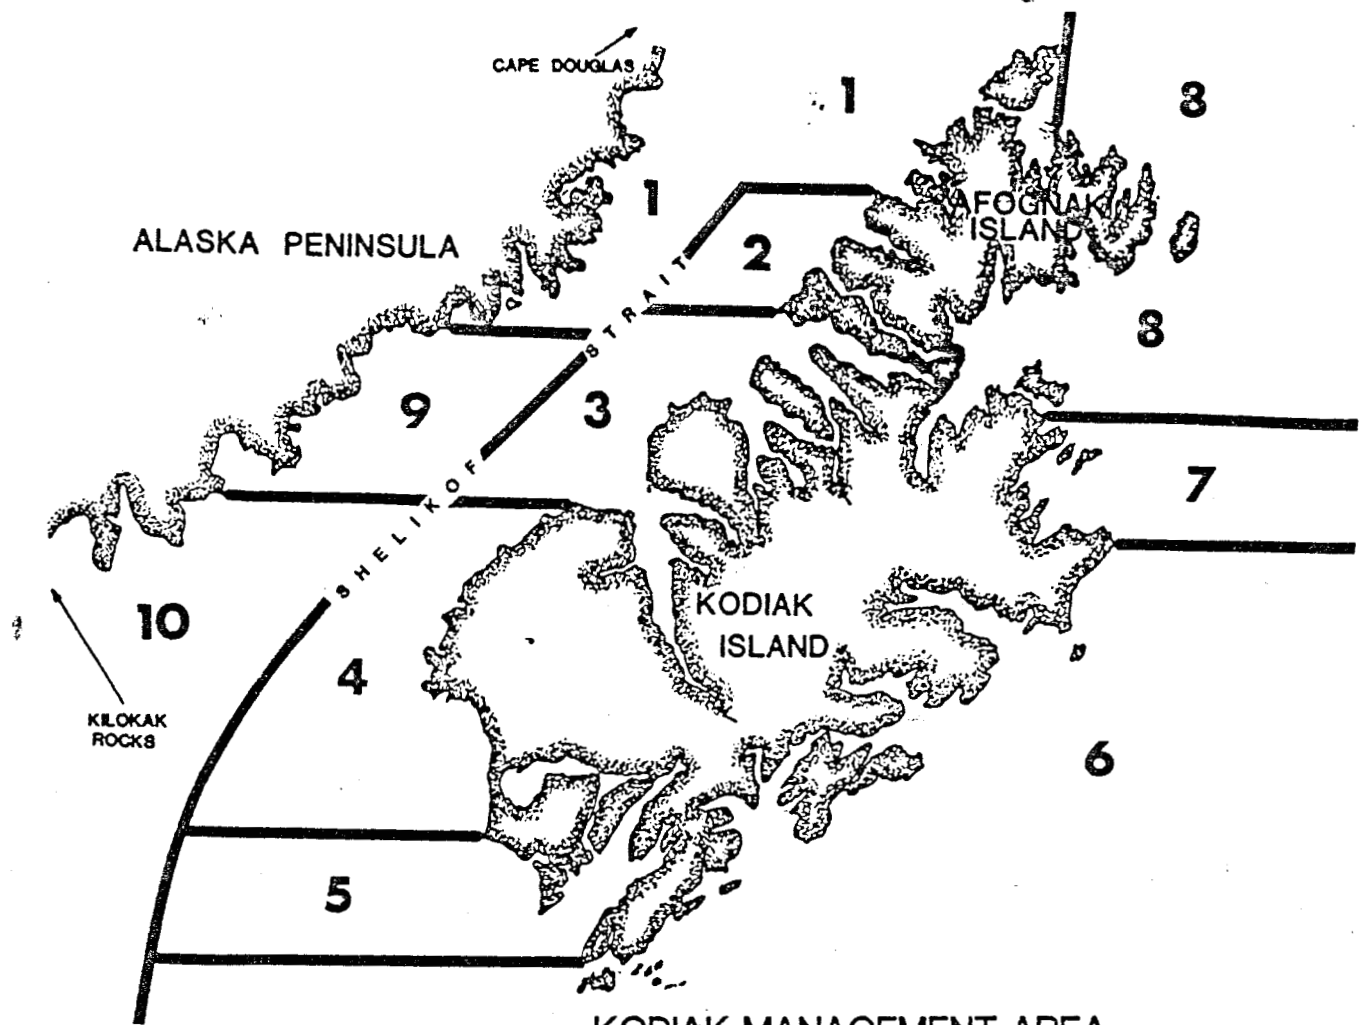 CAPE DOUGLAS
1
8
1
AFOGNAK
ISLAND
ALASKA PENINSULA
2
8
SHELIKOF STRAIT
9
3
7
10
KODIAK
ISLAND
4
KILOKAK
ROCKS
6
5
KODIAK MANAGEMENT AREA